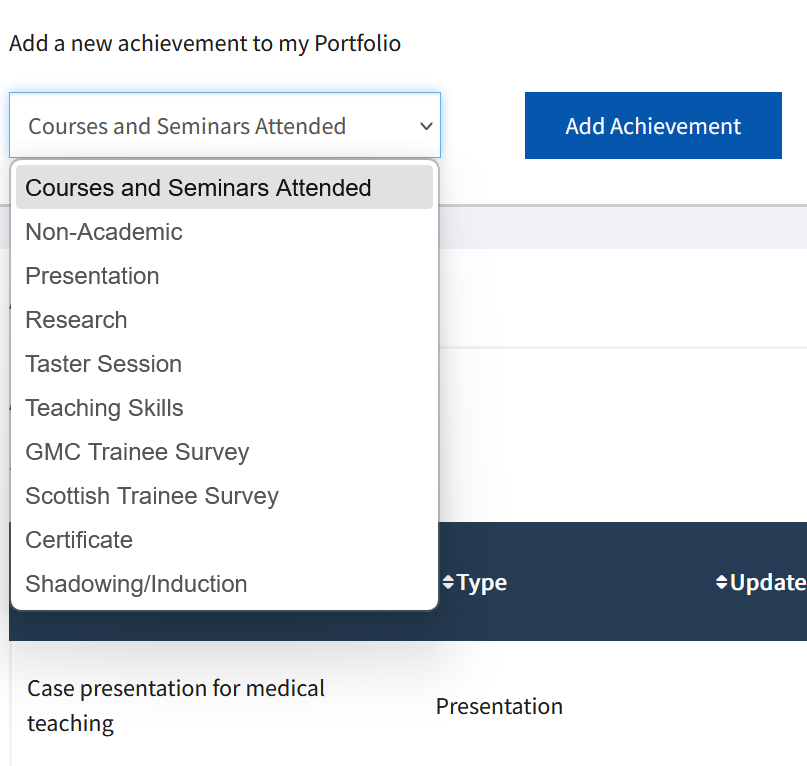 Add a new achievement to my Portfolio
Courses and Seminars Attended
Add Achievement
Courses and Seminars Attended
Non-Academic
Presentation
Research
Taster Session
Teaching Skills
GMC Trainee Survey
Scottish Trainee Survey
Certificate
Shadowing/Induction
Type
Update
Case presentation for medical
teaching
Presentation